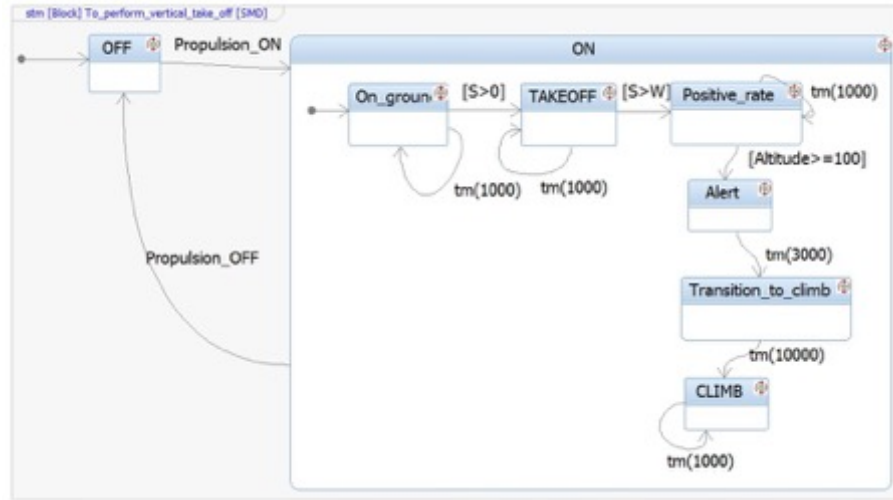 stm [Block] To_perform_vertical_take_off [SMD]
OFF
Propulsion_ON
ON
On_groun
[S>0]
TAKEOFF
[S>W]
Positive_rate
tm(1000)
tm(1000)
tm(1000)
[Altitude>=100]
Alert
tm(3000)
Propulsion_OFF
Transition_to_climb
tm(10000)
CLIMB
tm(1000)